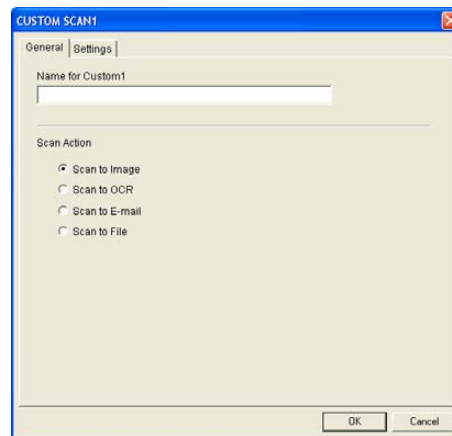 CUSTOM SCAN1
General Settings
Name for Custom1
Scan Action
Scan to Image
Scan to OCR
Scan to E-mail
Scan to File
OK Cancel